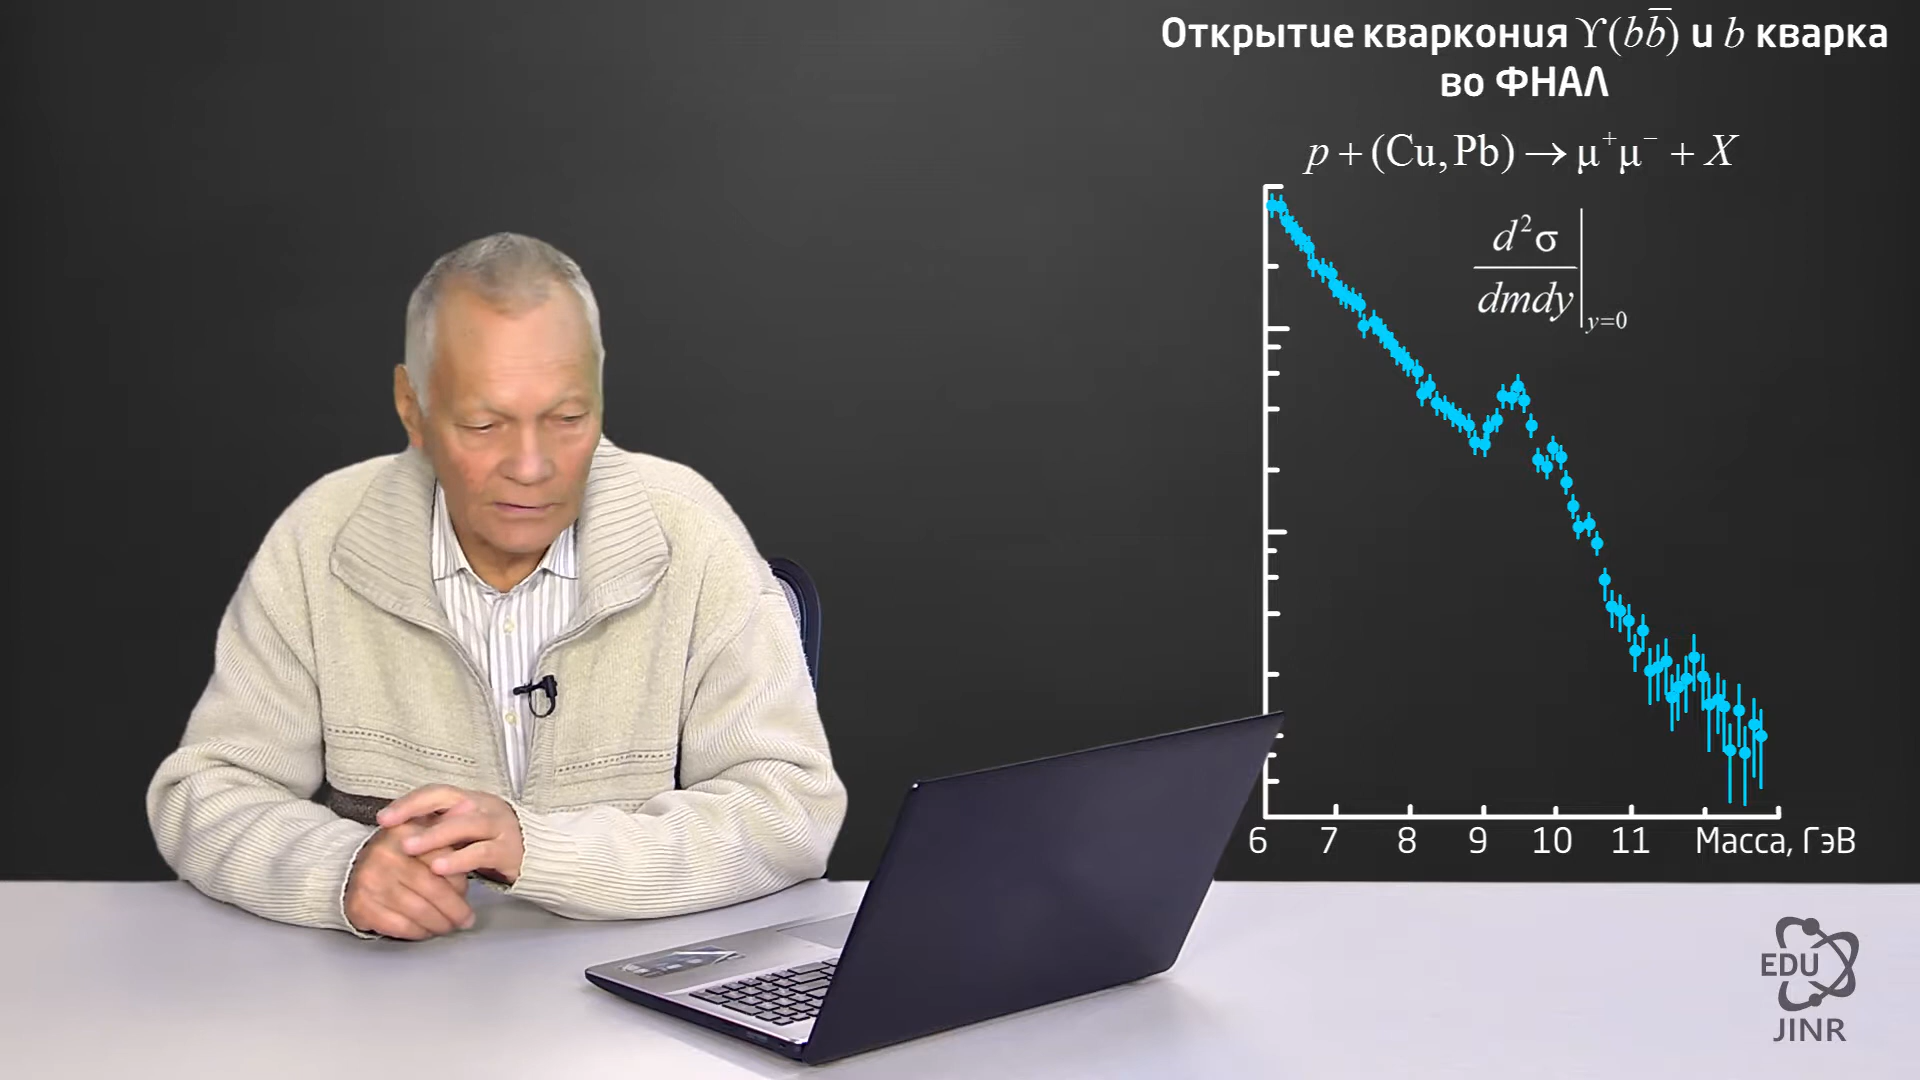 Открытие кваркония ϒ(bb̅) и b кварка
во ФНАЛ
p + (Cu, Pb) → μ⁺μ⁻ + X
d²σ
dmdy
y=0
6 7 8 9 10 11 Масса, ГэВ
EDU
JINR